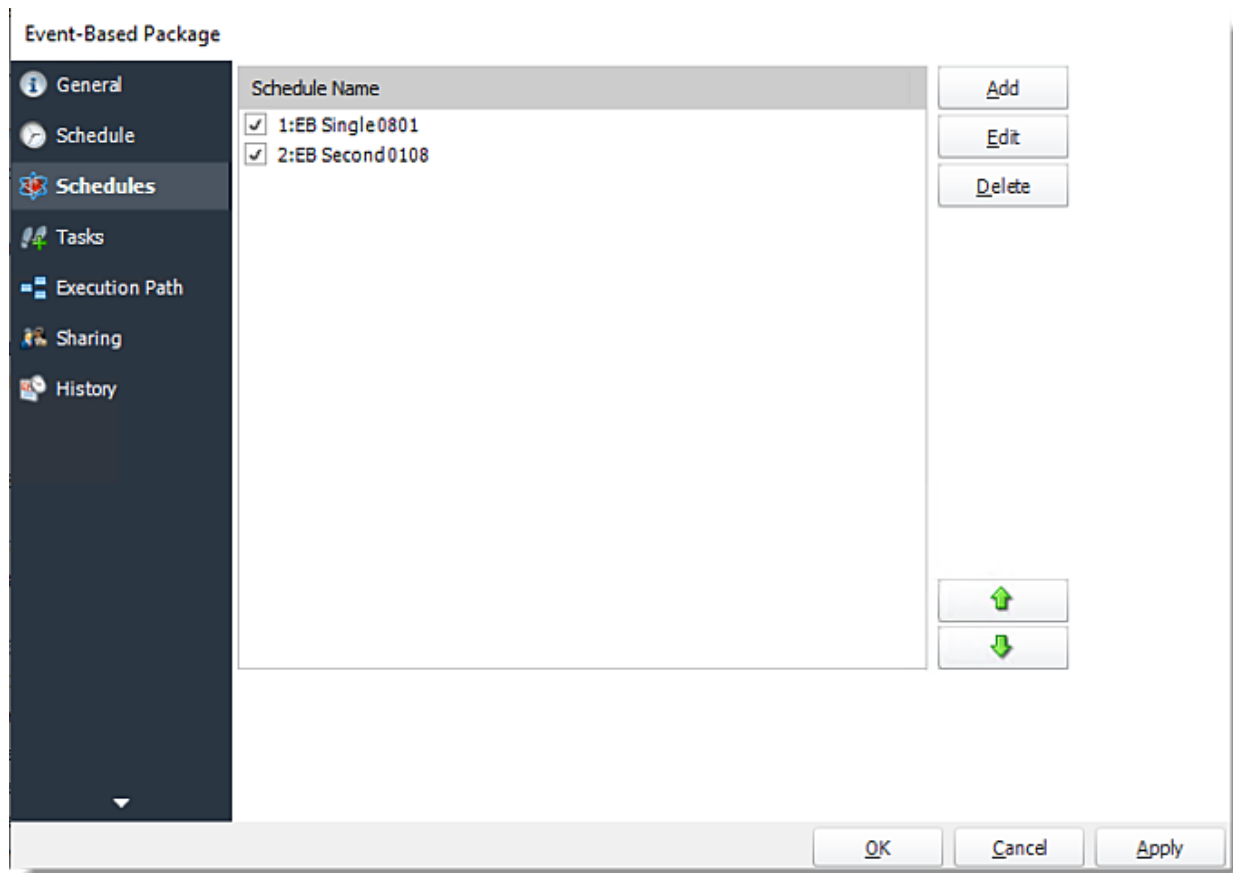 Event-Based Package
General
Schedule
Schedules
Tasks
Execution Path
Sharing
History
Schedule Name
1:EB Single0801
2:EB Second0108
Add
Edit
Delete
OK
Cancel
Apply